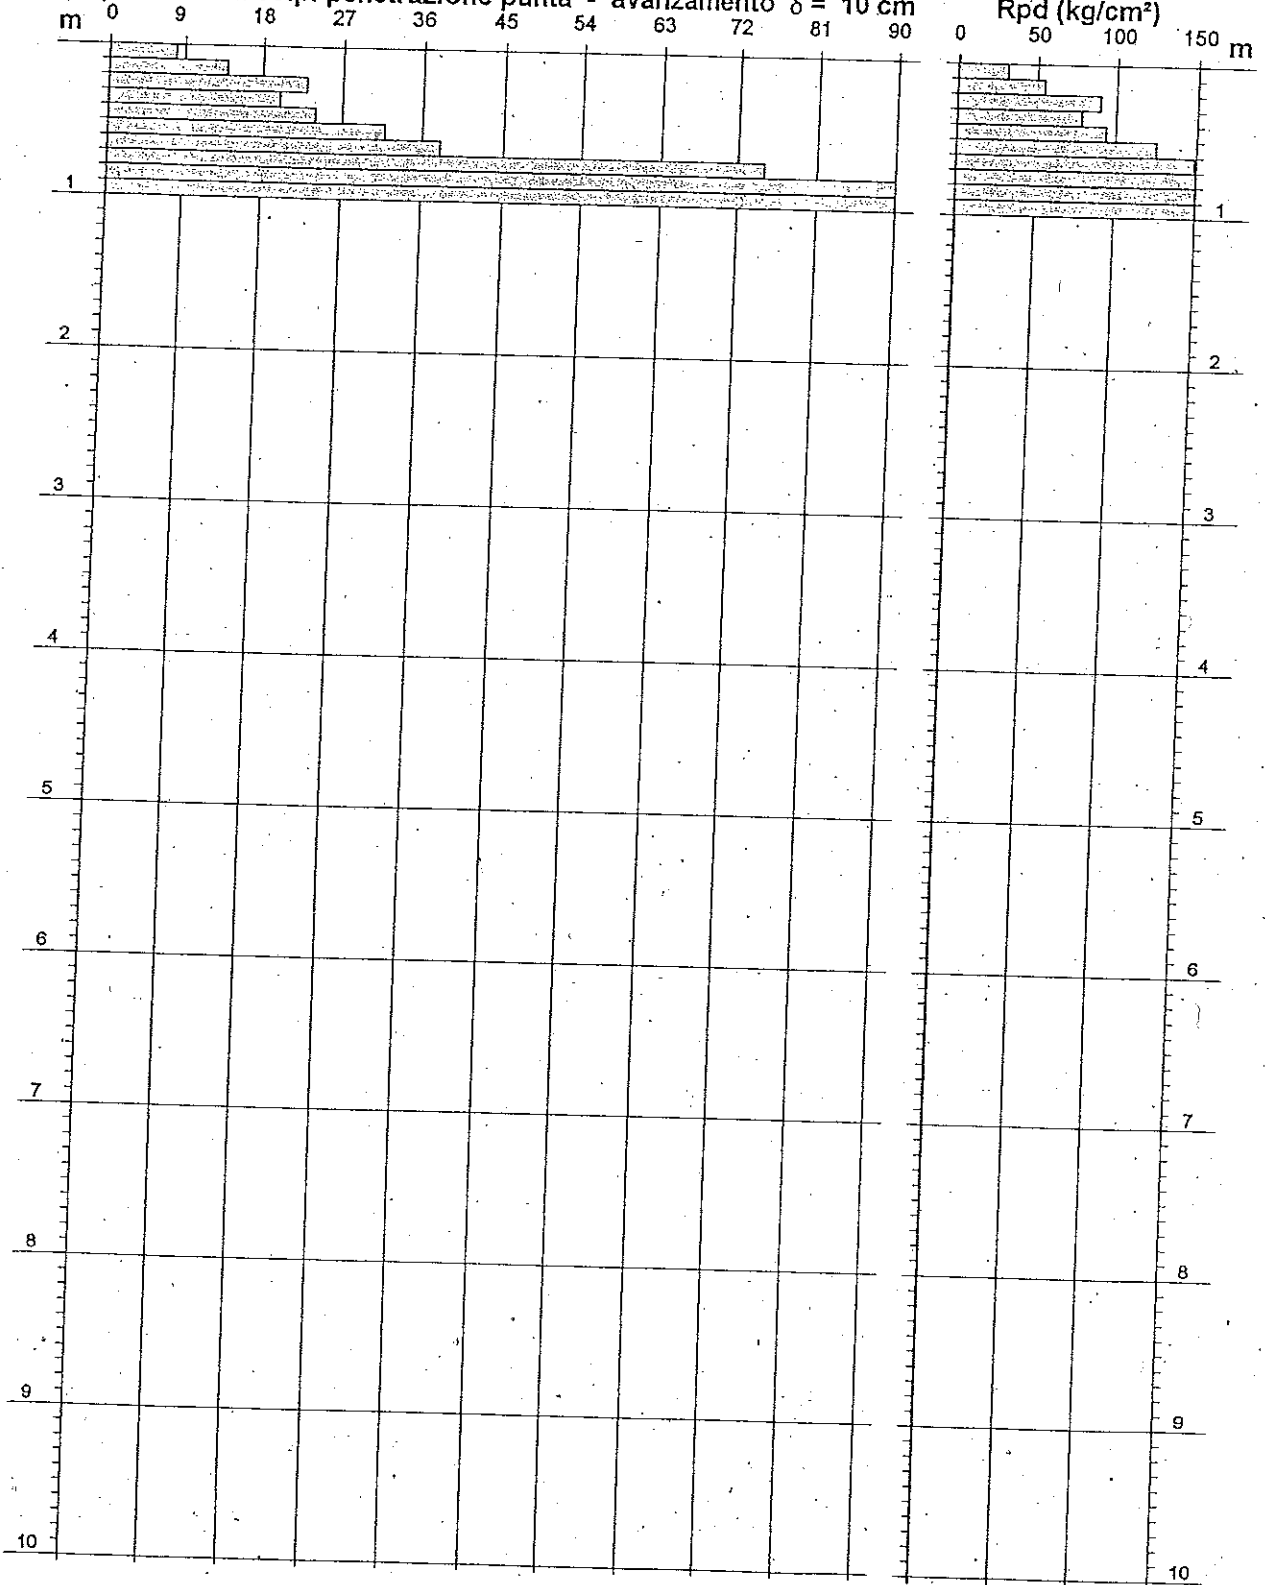 penetrazione punta - avanzamento δ = 10 cm
Rpd (kg/cm²)
m 0 9 18 27 36 45 54 63 72 81 90
0 50 100 150 m
1 1
2 2
3 3
4 4
5 5
6 6
7 7
8 8
9 9
10 10